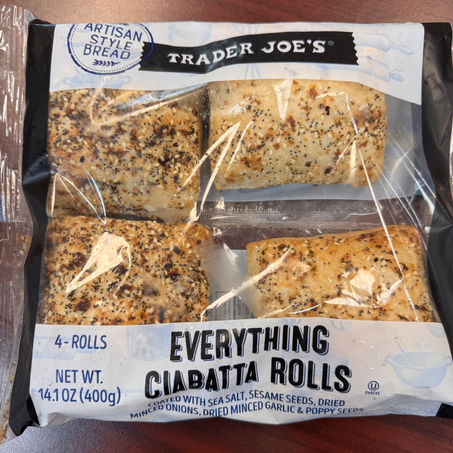 ARTISAN
STYLE
BREAD
TRADER JOE'S®
4-ROLLS
NET WT.
14.1 OZ (400g)
EVERYTHING
CIABATTA ROLLS
COATED WITH SEA SALT, SESAME SEEDS, DRIED
MINCED ONIONS, DRIED MINCED GARLIC & POPPY SEEDS
U
PAREVE